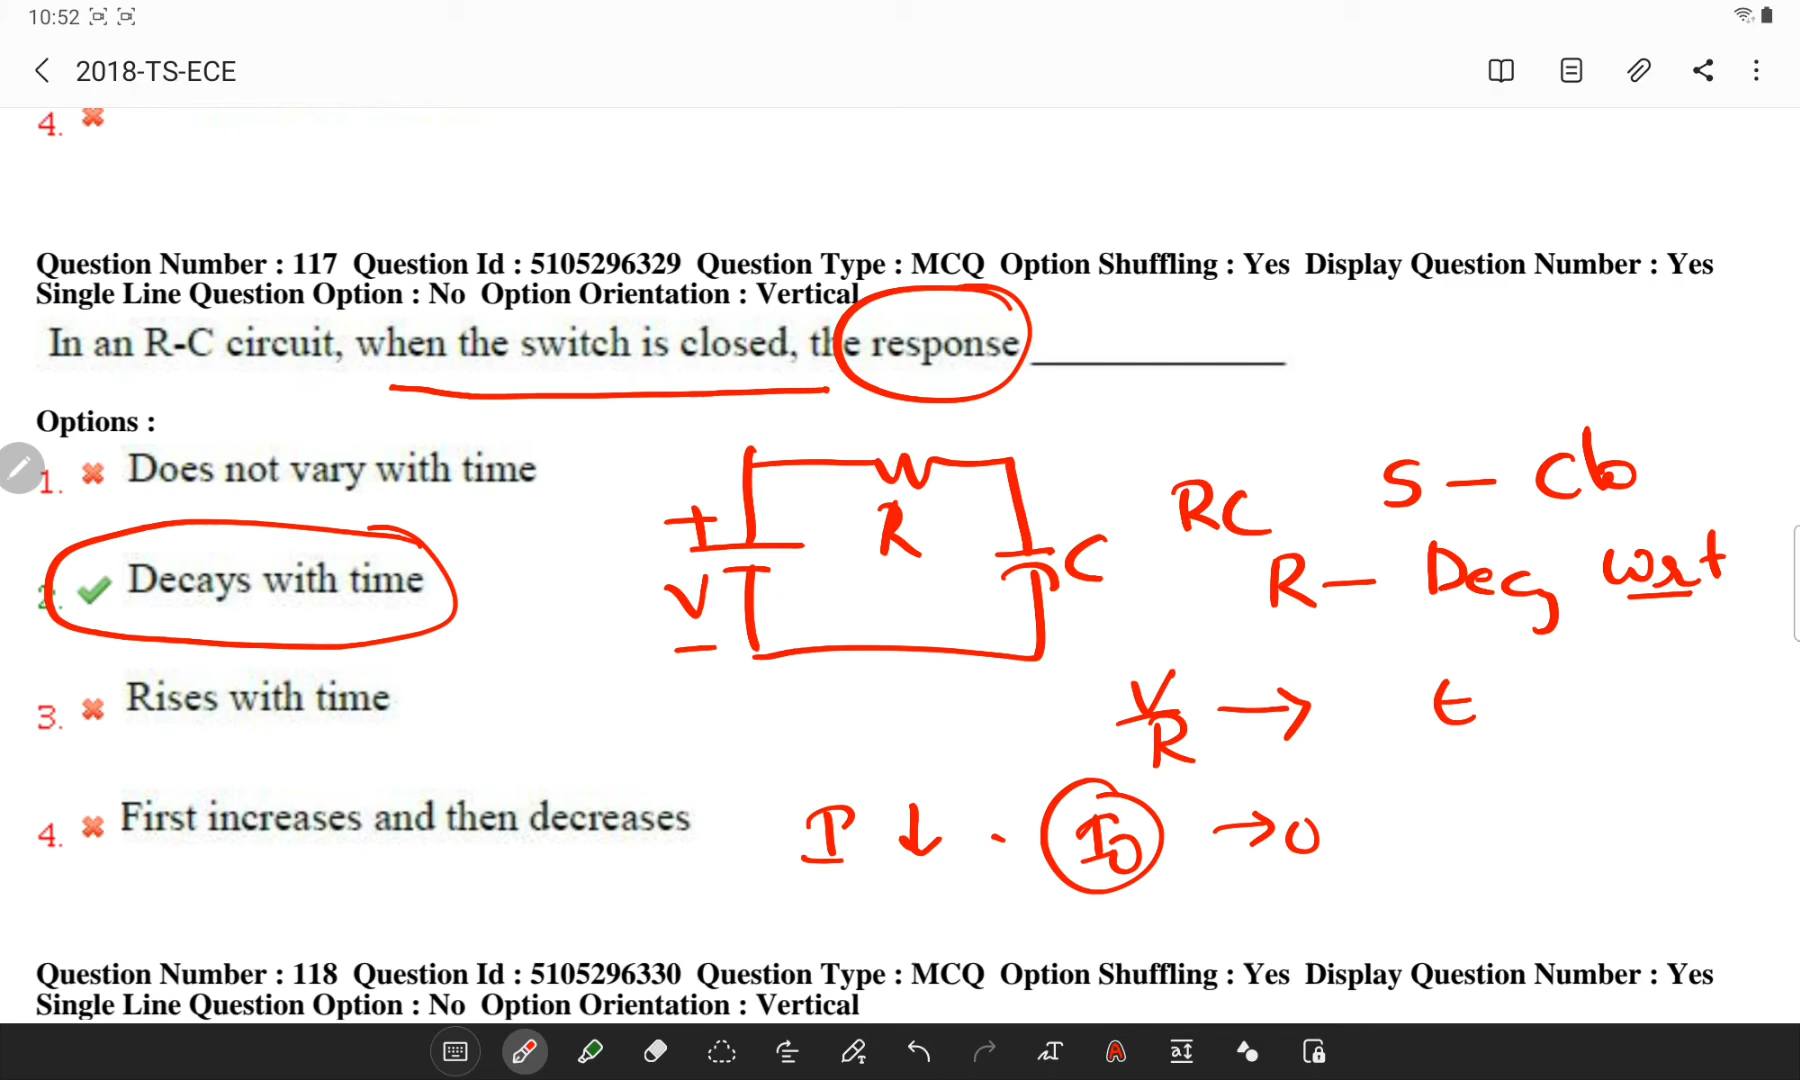 10:52
2018-TS-ECE
4.
Question Number : 117 Question Id : 5105296329 Question Type : MCQ Option Shuffling : Yes Display Question Number : Yes
Single Line Question Option : No Option Orientation : Vertical
In an R-C circuit, when the switch is closed, the response ____________
Options :
1. Does not vary with time
2. Decays with time
3. Rises with time
4. First increases and then decreases
+
V
−
R
C
RC
S —
R — Decy wrt
V/R → t
I ↓ . I0 → 0
Question Number : 118 Question Id : 5105296330 Question Type : MCQ Option Shuffling : Yes Display Question Number : Yes
Single Line Question Option : No Option Orientation : Vertical